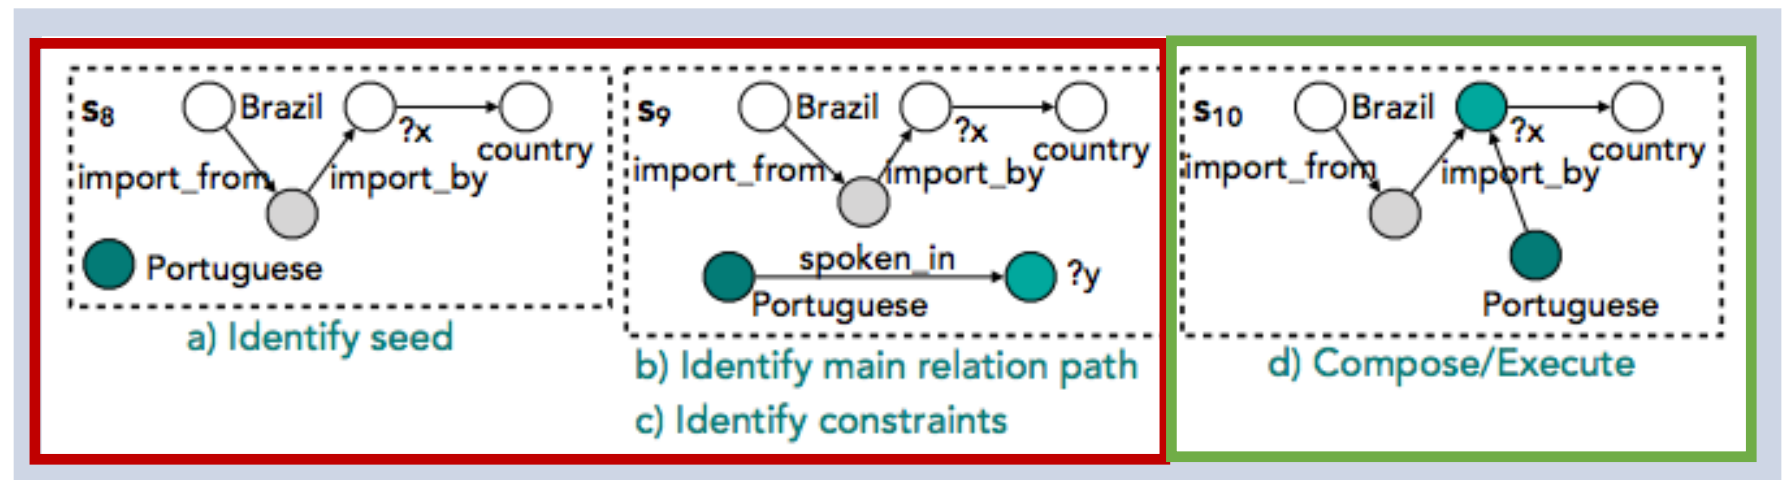 s8
Brazil
?x
country
import_from
import_by
Portuguese
a) Identify seed
s9
Brazil
?x
country
import_from
import_by
spoken_in
?y
Portuguese
b) Identify main relation path
c) Identify constraints
s10
Brazil
?x
country
import_from
import_by
Portuguese
d) Compose/Execute